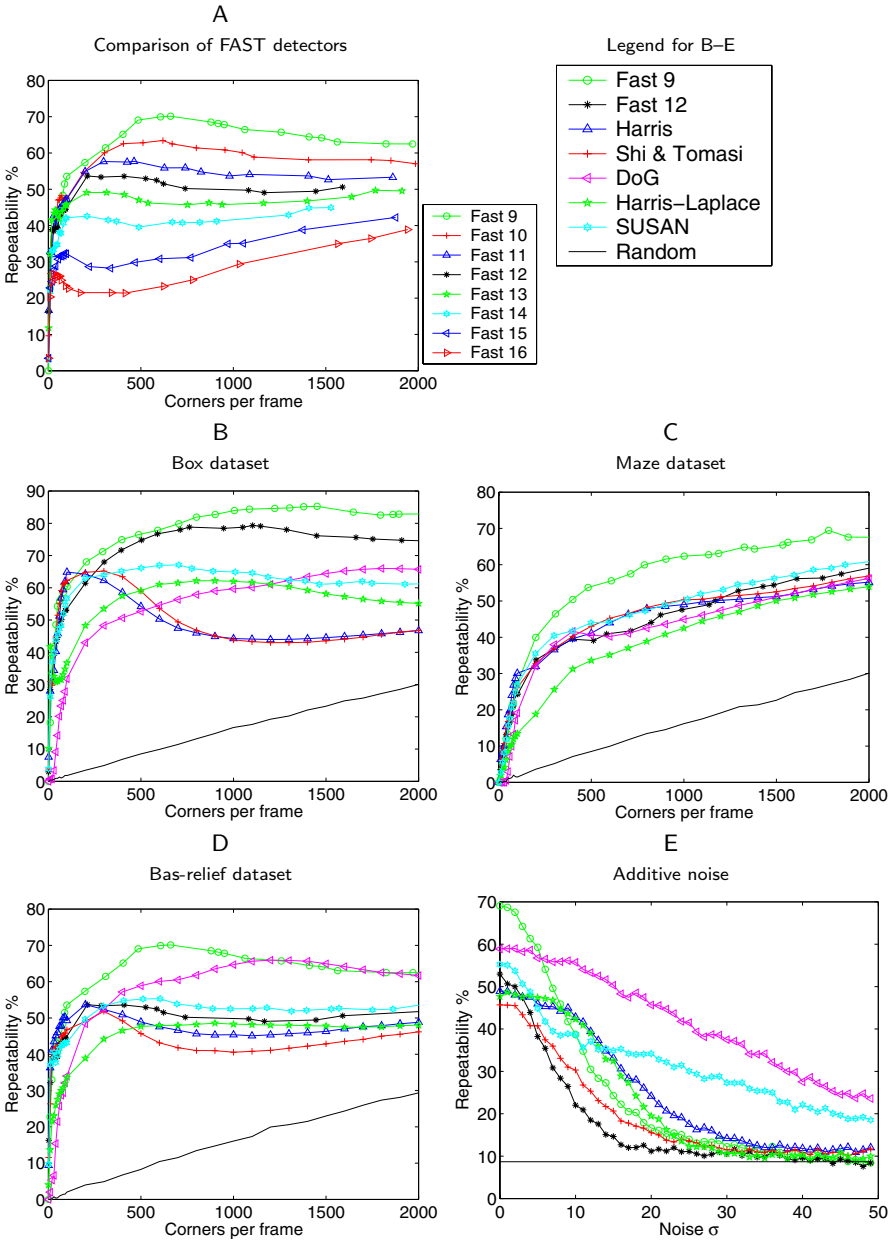 A
Comparison of FAST detectors
80
70
60
50
40
30
20
10
0
Repeatability %
0 500 1000 1500 2000
Corners per frame
Fast 9
Fast 10
Fast 11
Fast 12
Fast 13
Fast 14
Fast 15
Fast 16
Legend for B–E
Fast 9
Fast 12
Harris
Shi & Tomasi
DoG
Harris−Laplace
SUSAN
Random
B
Box dataset
90
80
70
60
50
40
30
20
10
0
Repeatability %
0 500 1000 1500 2000
Corners per frame
C
Maze dataset
80
70
60
50
40
30
20
10
0
Repeatability %
0 500 1000 1500 2000
Corners per frame
D
Bas-relief dataset
80
70
60
50
40
30
20
10
0
Repeatability %
0 500 1000 1500 2000
Corners per frame
E
Additive noise
70
60
50
40
30
20
10
0
Repeatability %
0 10 20 30 40 50
Noise σ